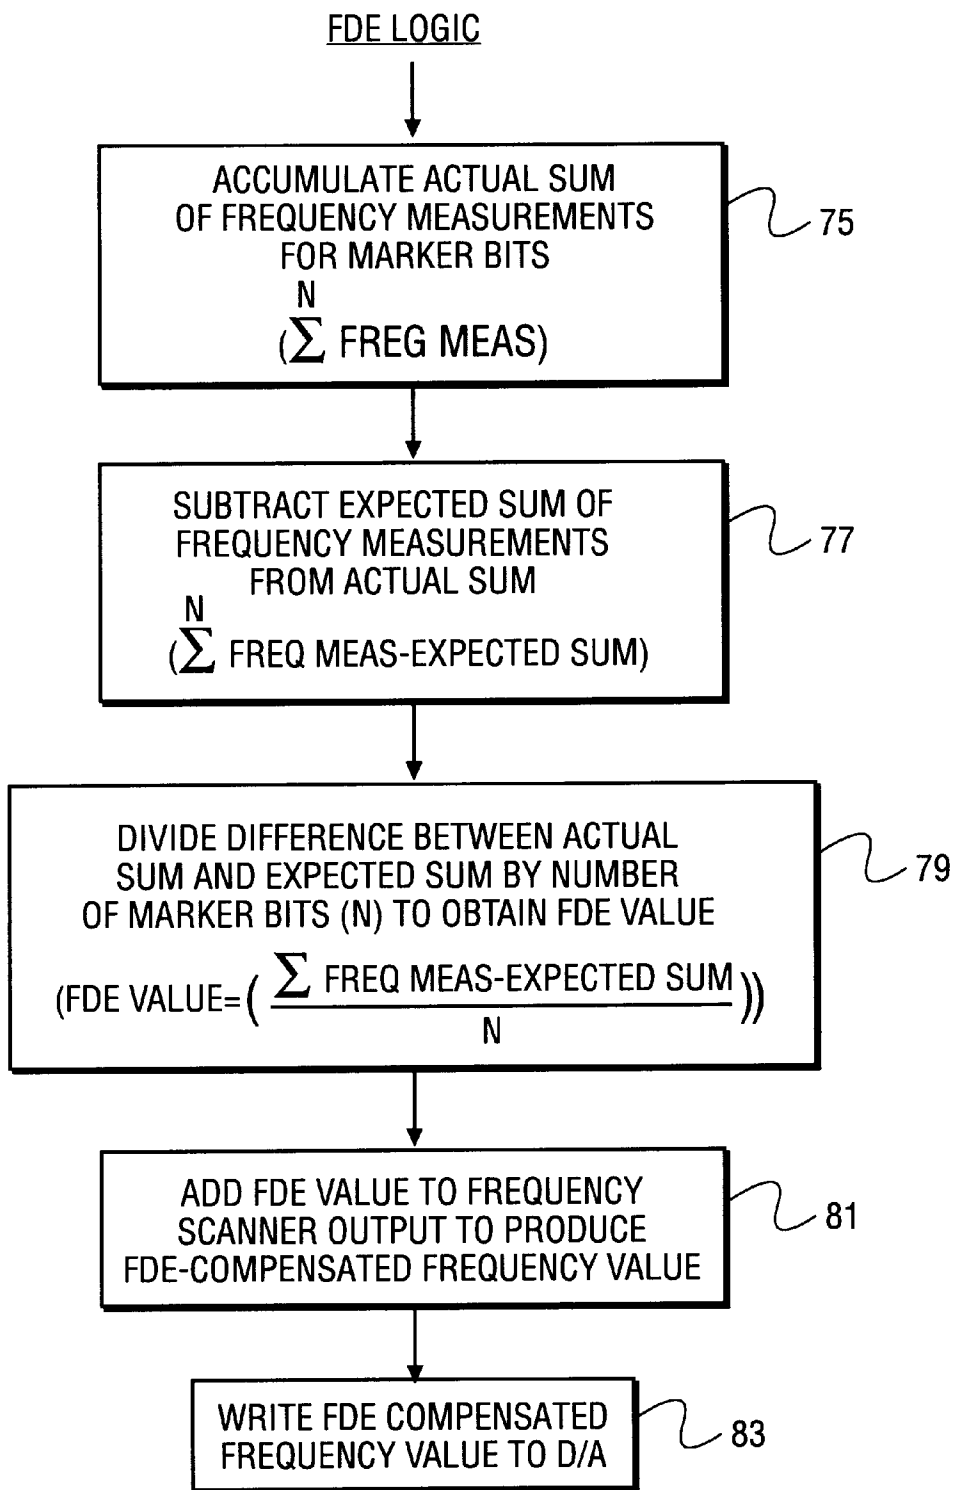 FDE LOGIC
ACCUMULATE ACTUAL SUM
OF FREQUENCY MEASUREMENTS
FOR MARKER BITS
N
(∑ FREG MEAS)
75
SUBTRACT EXPECTED SUM OF
FREQUENCY MEASUREMENTS
FROM ACTUAL SUM
N
(∑ FREQ MEAS-EXPECTED SUM)
77
DIVIDE DIFFERENCE BETWEEN ACTUAL
SUM AND EXPECTED SUM BY NUMBER
OF MARKER BITS (N) TO OBTAIN FDE VALUE
∑ FREQ MEAS-EXPECTED SUM
(FDE VALUE=( ))
N
79
ADD FDE VALUE TO FREQUENCY
SCANNER OUTPUT TO PRODUCE
FDE-COMPENSATED FREQUENCY VALUE
81
WRITE FDE COMPENSATED
FREQUENCY VALUE TO D/A
83